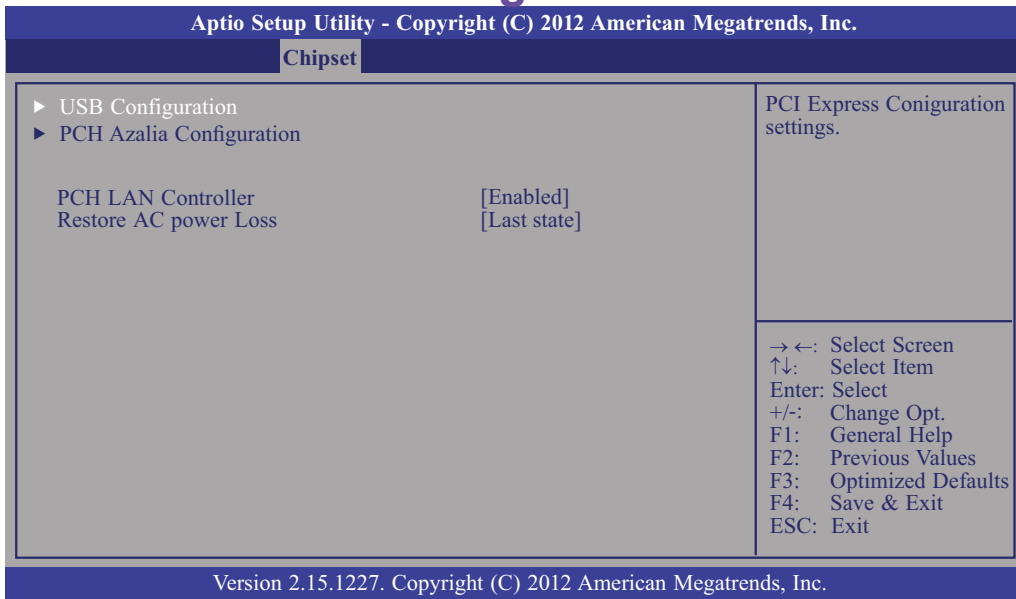 Aptio Setup Utility - Copyright (C) 2012 American Megatrends, Inc.
Chipset
► USB Configuration
► PCH Azalia Configuration
PCH LAN Controller [Enabled]
Restore AC power Loss [Last state]
PCI Express Coniguration
settings.
→ ←: Select Screen
↑↓: Select Item
Enter: Select
+/-: Change Opt.
F1: General Help
F2: Previous Values
F3: Optimized Defaults
F4: Save & Exit
ESC: Exit
Version 2.15.1227. Copyright (C) 2012 American Megatrends, Inc.